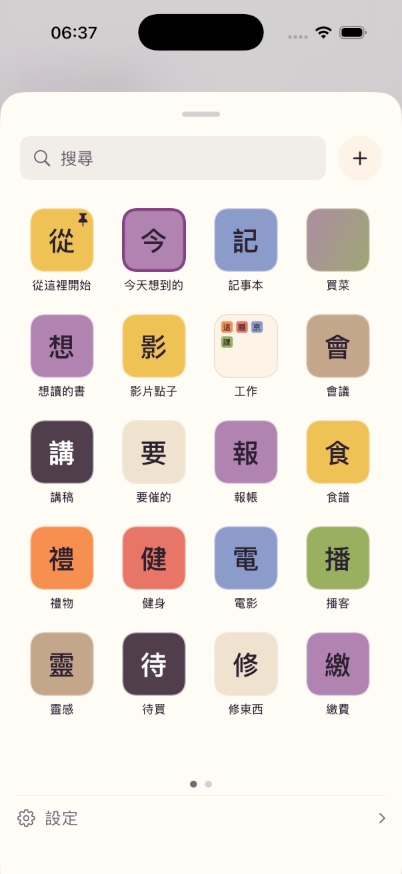 06:37
搜尋
從
今
記
從這裡開始
今天想到的
記事本
買菜
想
影
會
想讀的書
影片點子
工作
會議
講
要
報
食
講稿
要催的
報帳
食譜
禮
健
電
播
禮物
健身
電影
播客
靈
待
修
繳
靈感
待買
修東西
繳費
設定